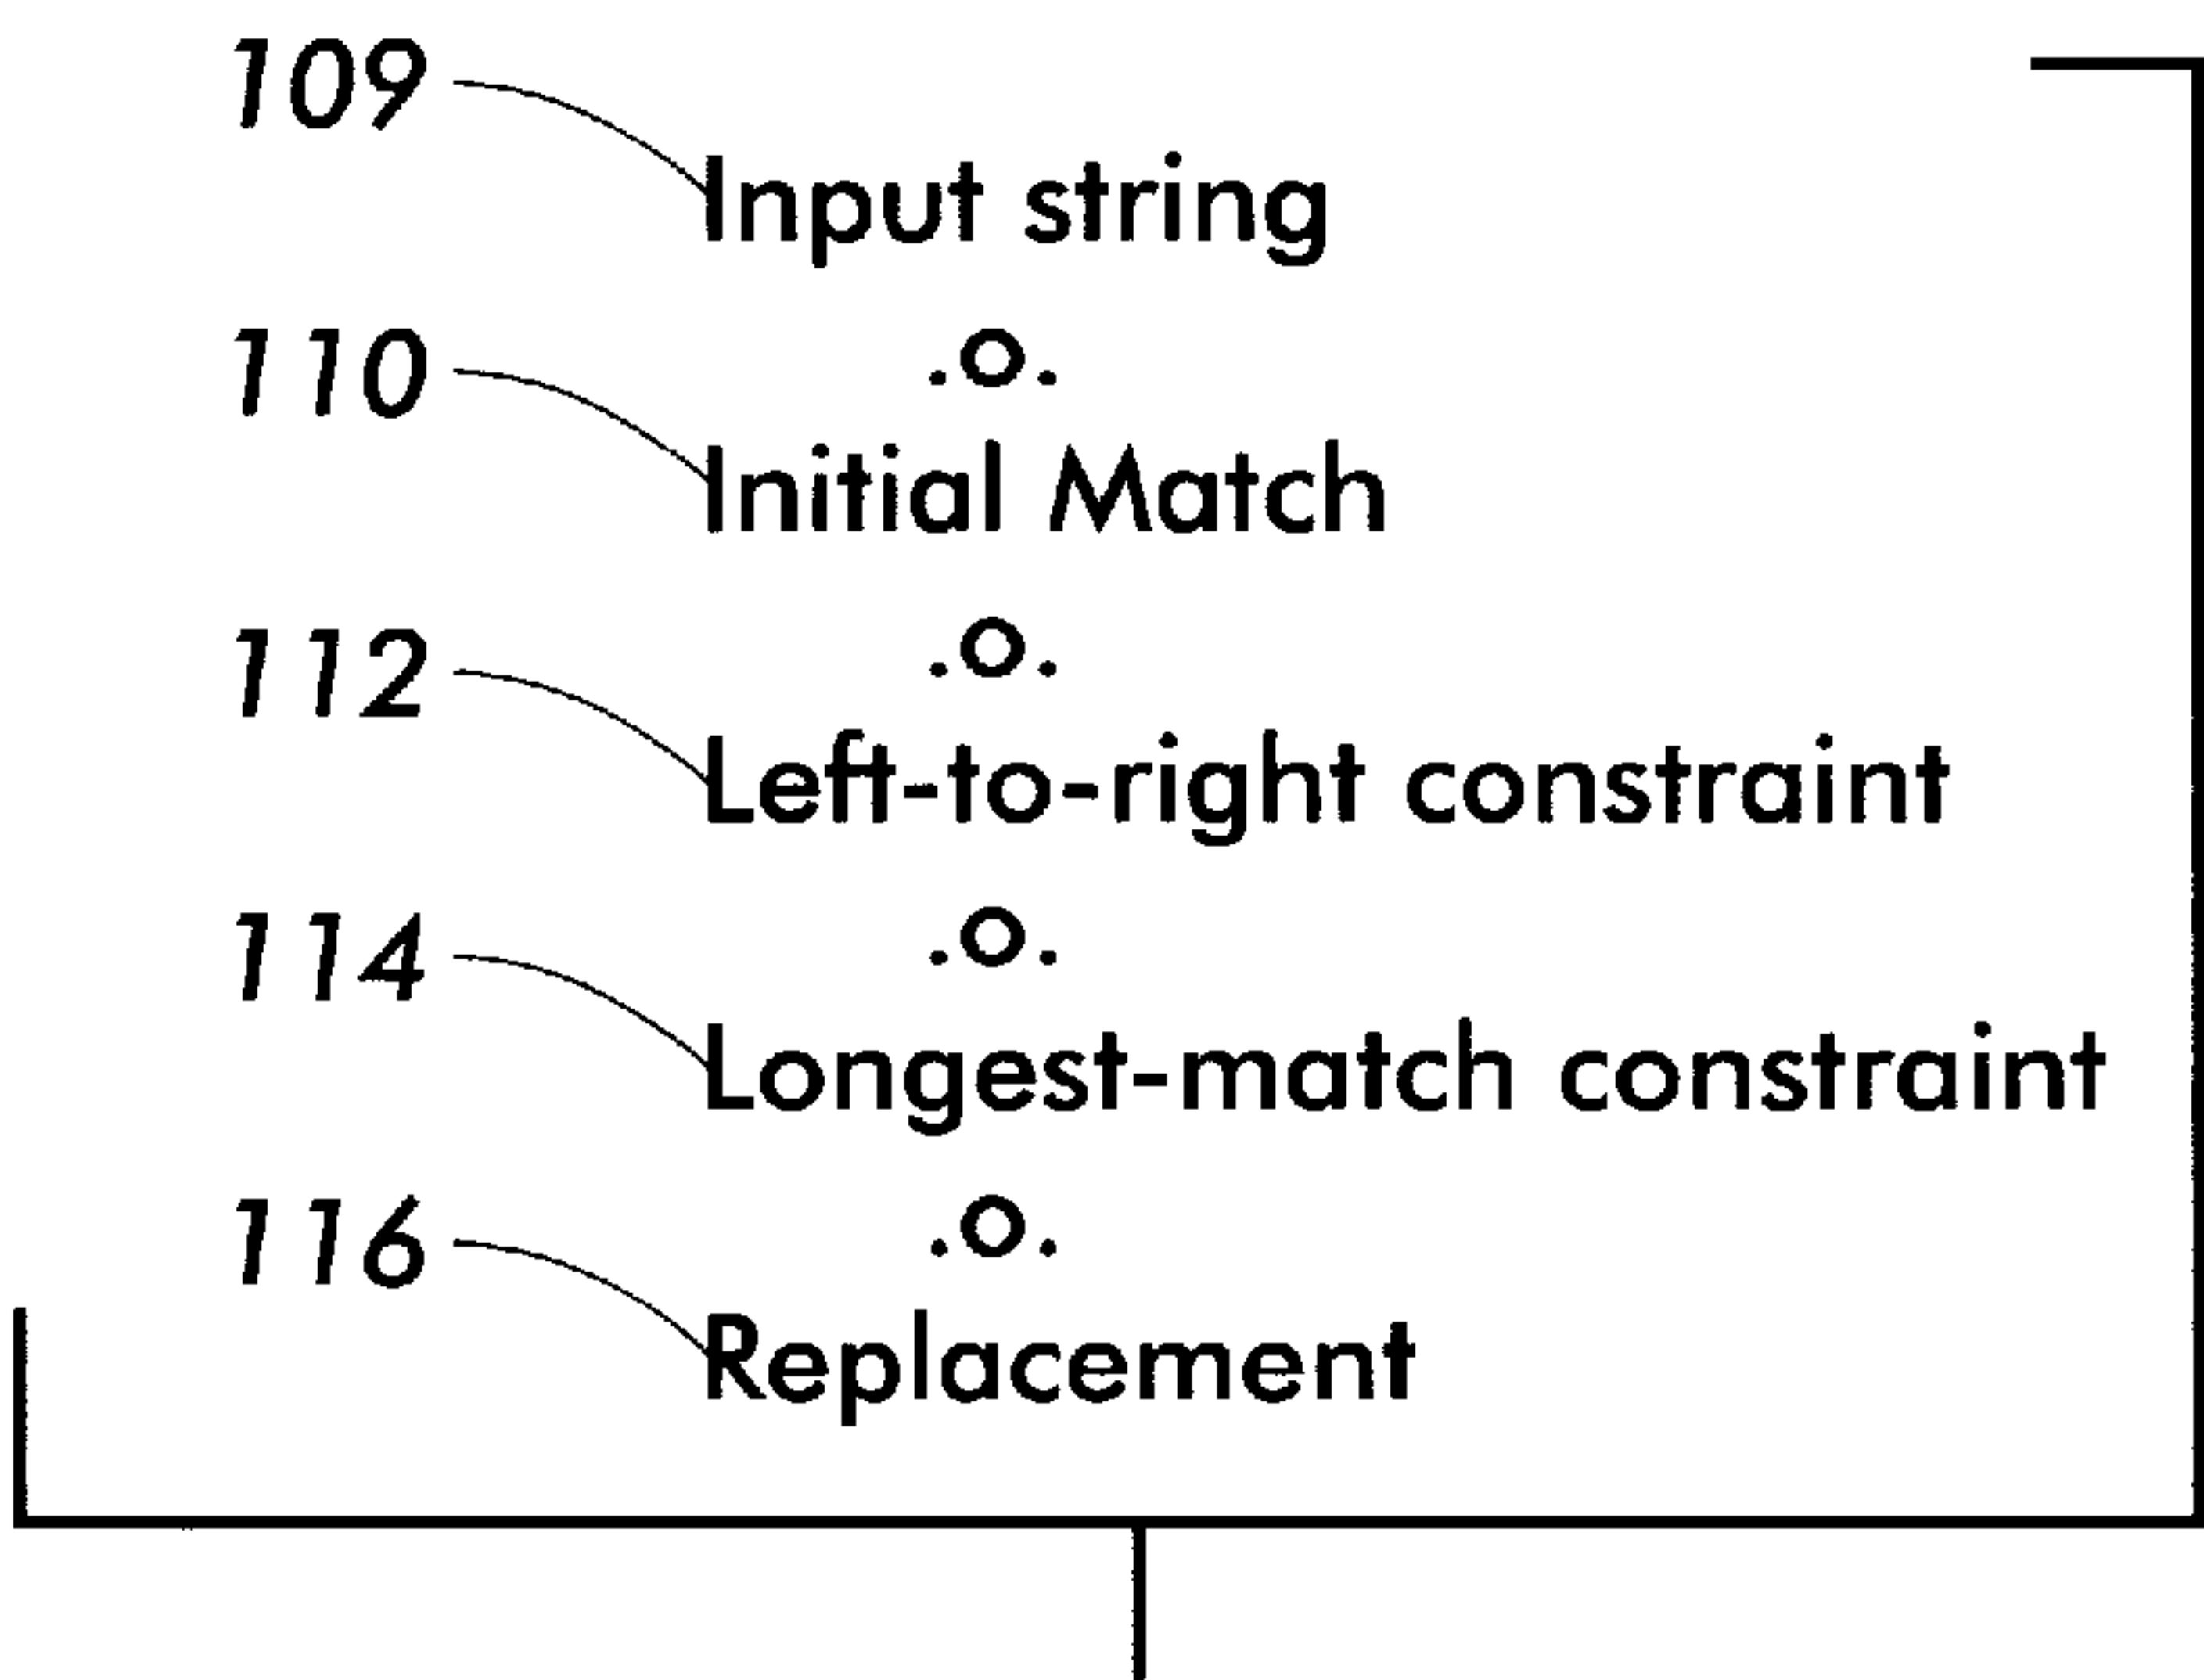 109
Input string
110
.o.
Initial Match
112
.o.
Left-to-right constraint
114
.o.
Longest-match constraint
116
.o.
Replacement